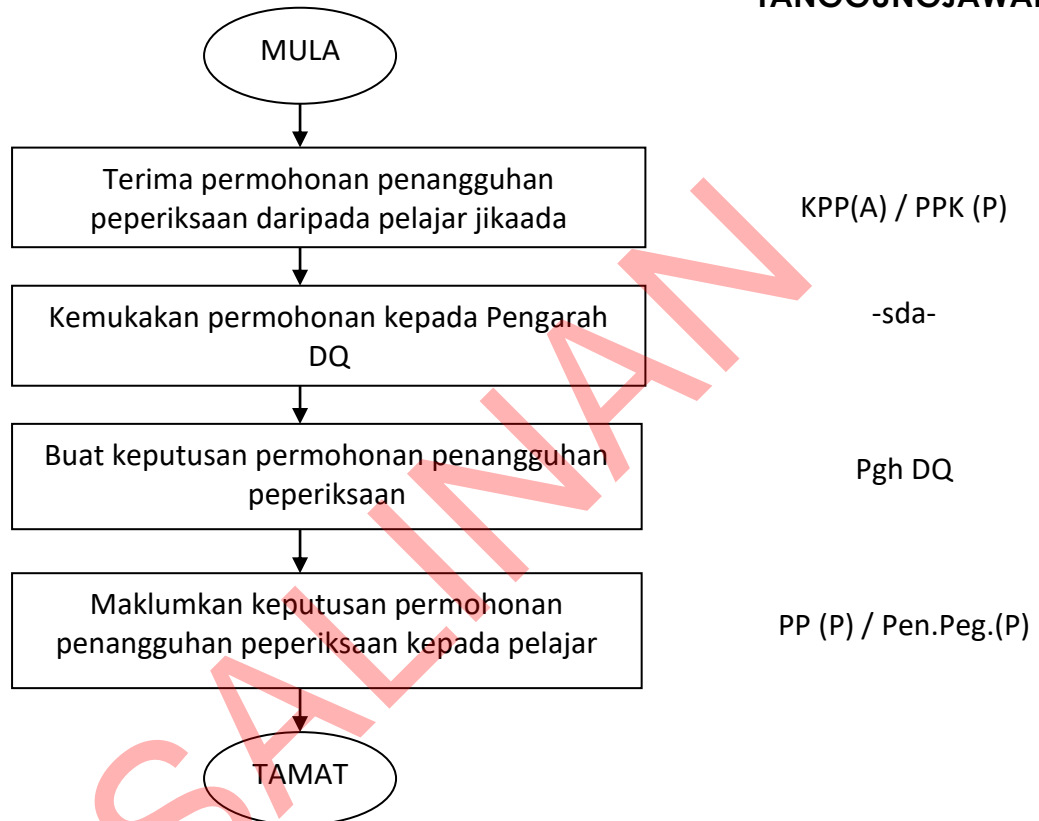 MULA
Terima permohonan penangguhan
peperiksaan daripada pelajar jikaada
KPP(A) / PPK (P)
Kemukakan permohonan kepada Pengarah
DQ
-sda-
Buat keputusan permohonan penangguhan
peperiksaan
Pgh DQ
Maklumkan keputusan permohonan
penangguhan peperiksaan kepada pelajar
PP (P) / Pen.Peg.(P)
TAMAT
SALINAN